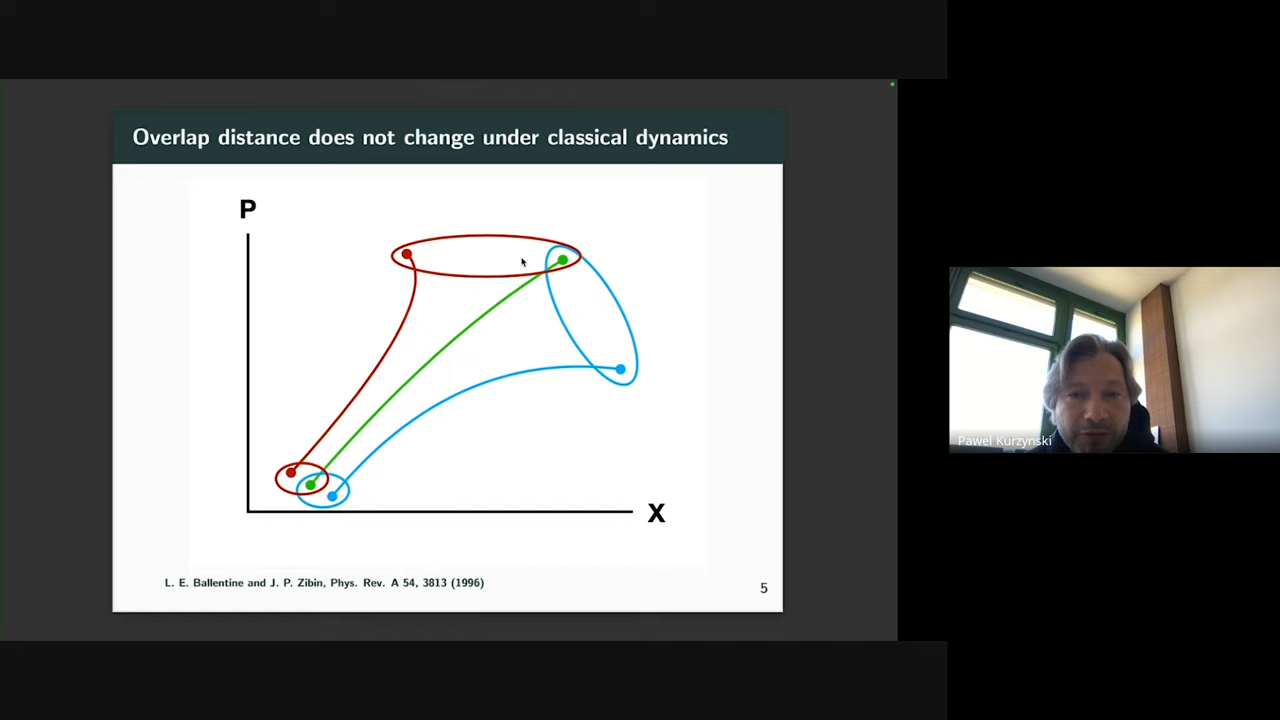 Overlap distance does not change under classical dynamics
P
X
L. E. Ballentine and J. P. Zibin, Phys. Rev. A 54, 3813 (1996)
5
Pawel Kurzynski